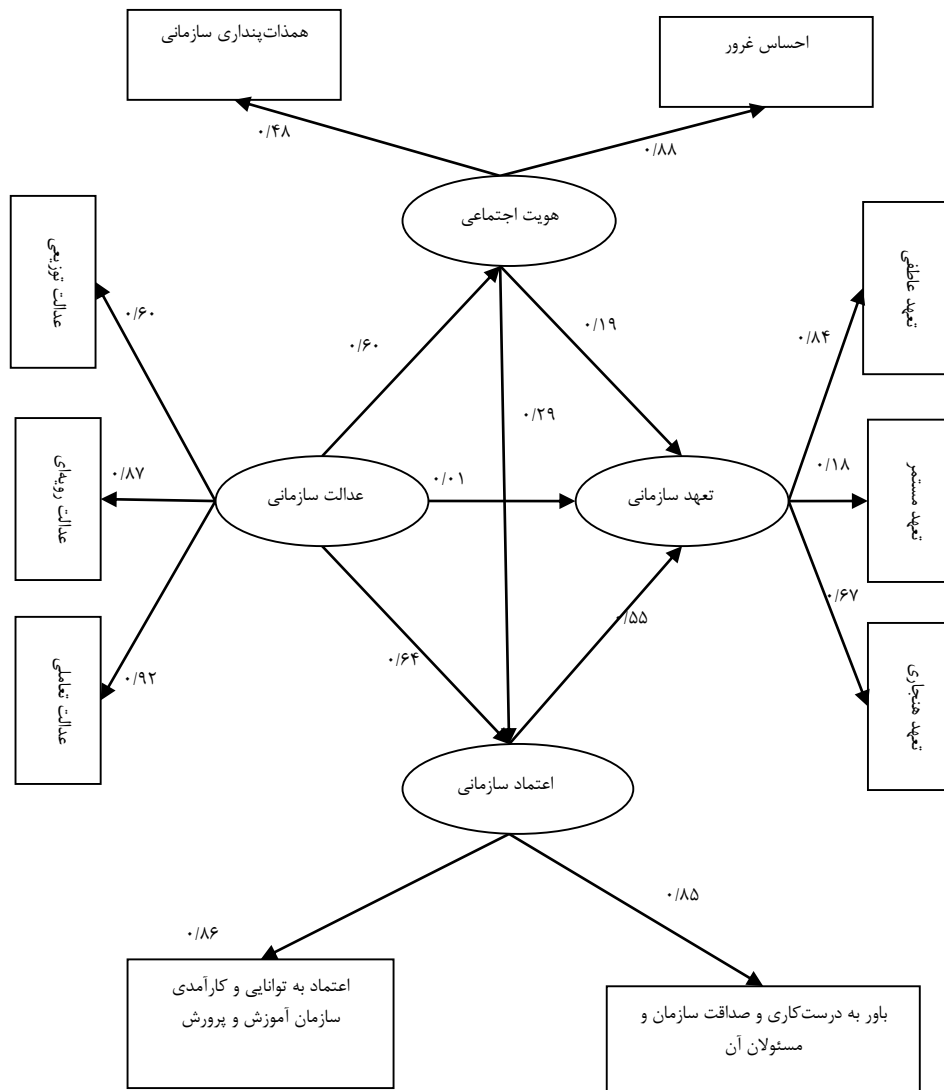 همذات‌پنداری سازمانی
احساس غرور
۰/۴۸
۰/۸۸
هویت اجتماعی
عدالت توزیعی
تعهد عاطفی
۰/۶۰
۰/۱۹
۰/۸۴
۰/۶۰
۰/۲۹
عدالت رویه‌ای
۰/۸۷
عدالت سازمانی
۰/۰۱
تعهد سازمانی
۰/۱۸
تعهد مستمر
عدالت تعاملی
۰/۹۲
۰/۶۴
۰/۵۵
۰/۶۷
تعهد هنجاری
اعتماد سازمانی
۰/۸۶
۰/۸۵
اعتماد به توانایی و کارآمدی
سازمان آموزش و پرورش
باور به درست‌کاری و صداقت سازمان و
مسئولان آن